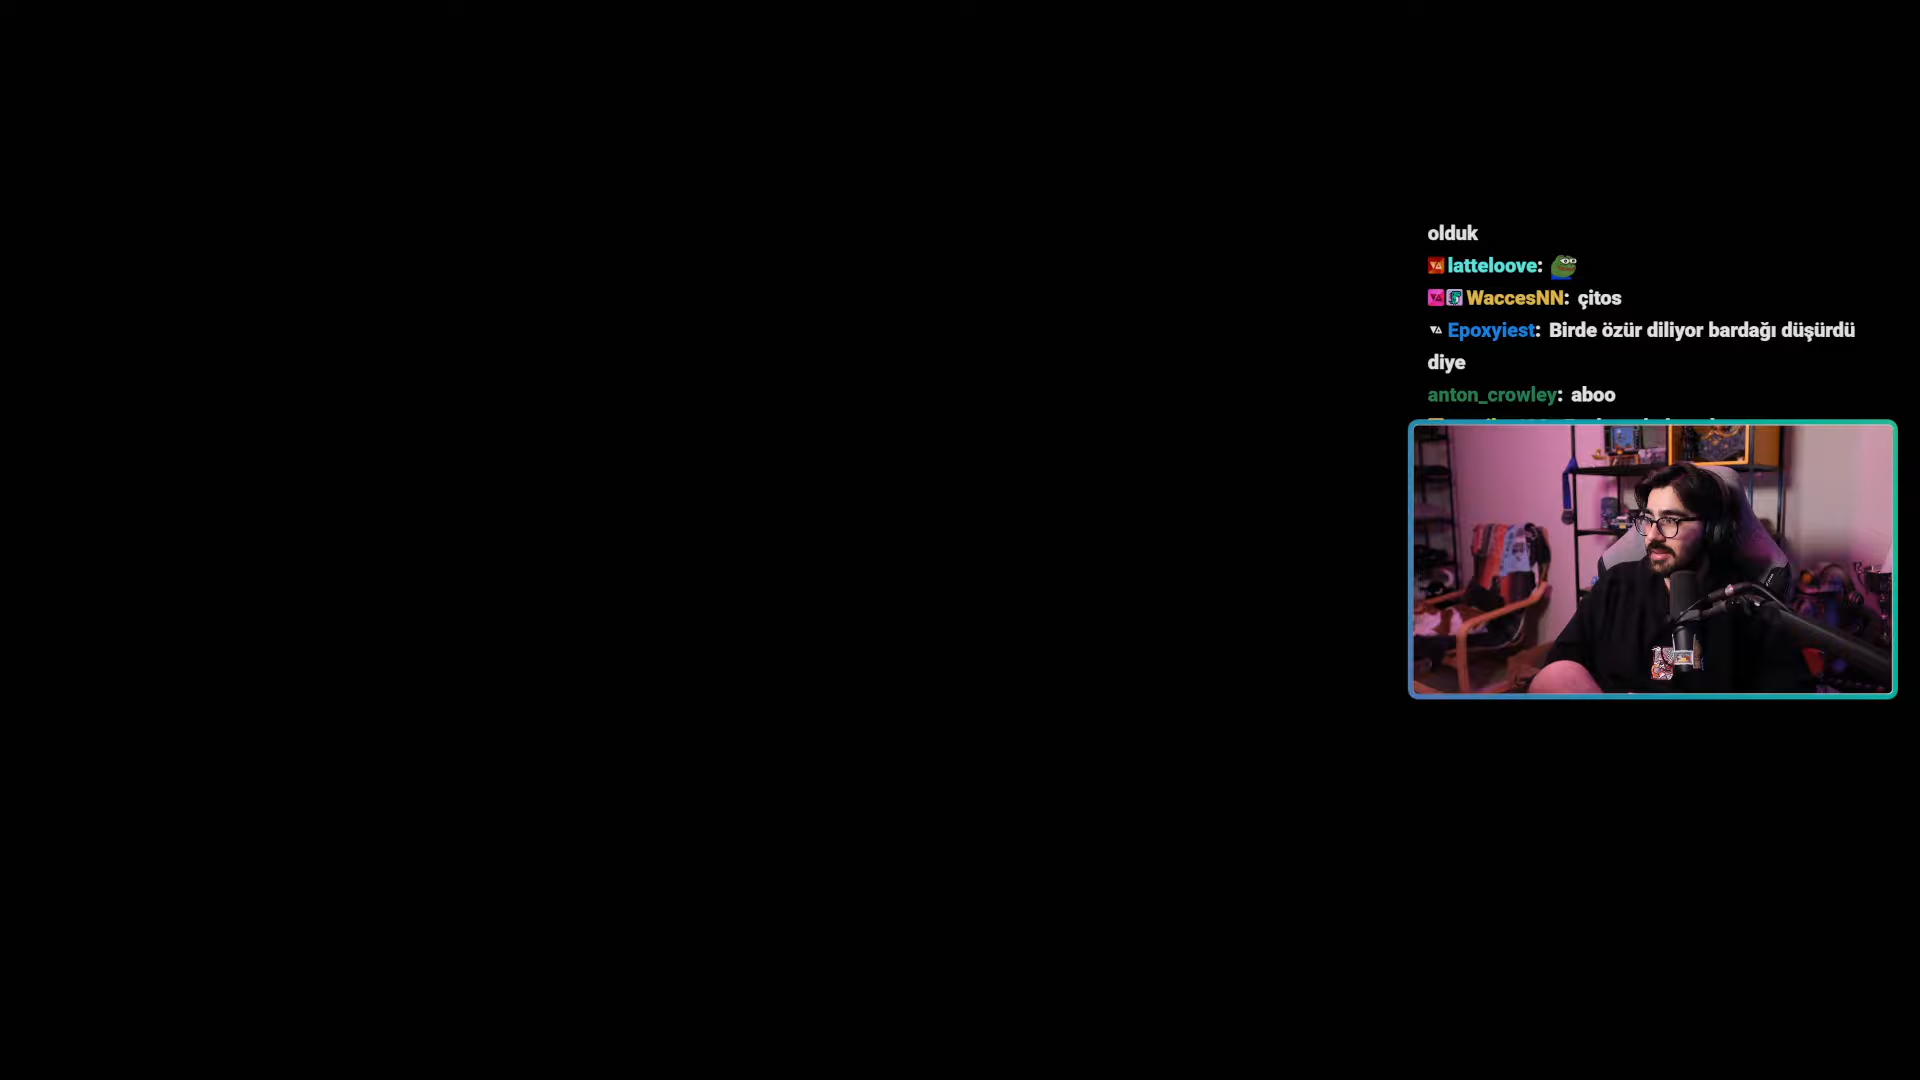 olduk
latteloove:
WaccesNN: çitos
Epoxyiest: Birde özür diliyor bardağı düşürdü
diye
anton_crowley: aboo